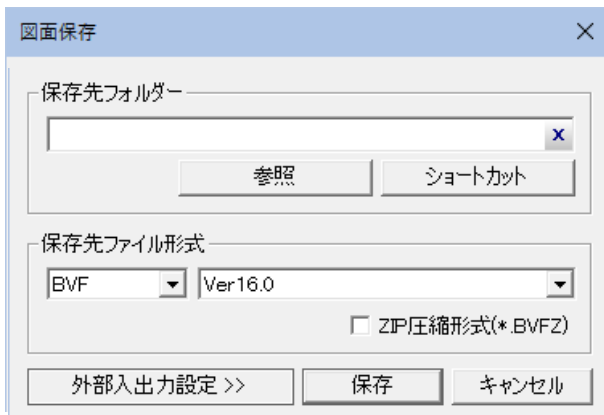 図面保存
保存先フォルダー
x
参照 ショートカット
保存先ファイル形式
BVF Ver16.0
ZIP圧縮形式(*.BVFZ)
外部入出力設定 >> 保存 キャンセル